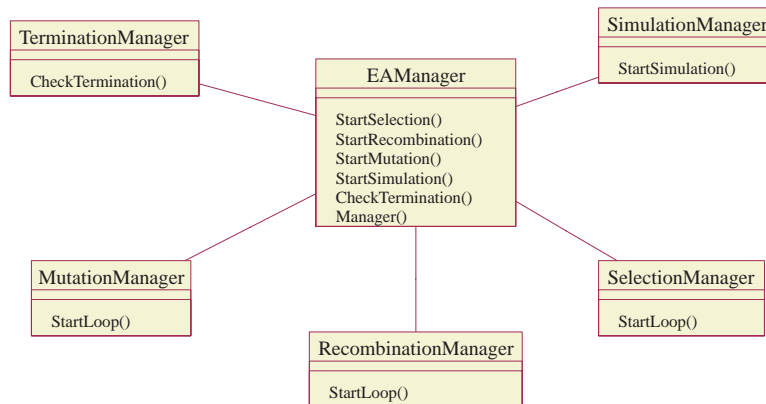 TerminationManager
CheckTermination()
SimulationManager
StartSimulation()
EAManager
StartSelection()
StartRecombination()
StartMutation()
StartSimulation()
CheckTermination()
Manager()
MutationManager
StartLoop()
SelectionManager
StartLoop()
RecombinationManager
StartLoop()